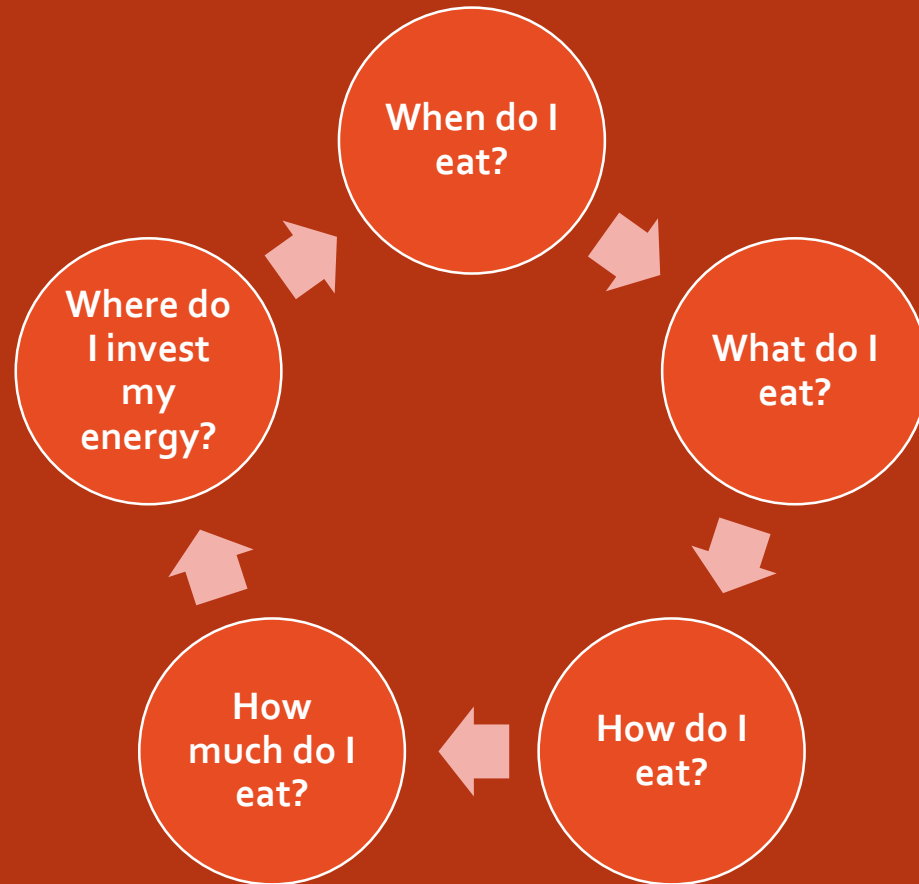 When do I
eat?
What do I
eat?
How do I
eat?
How
much do I
eat?
Where do
I invest
my
energy?